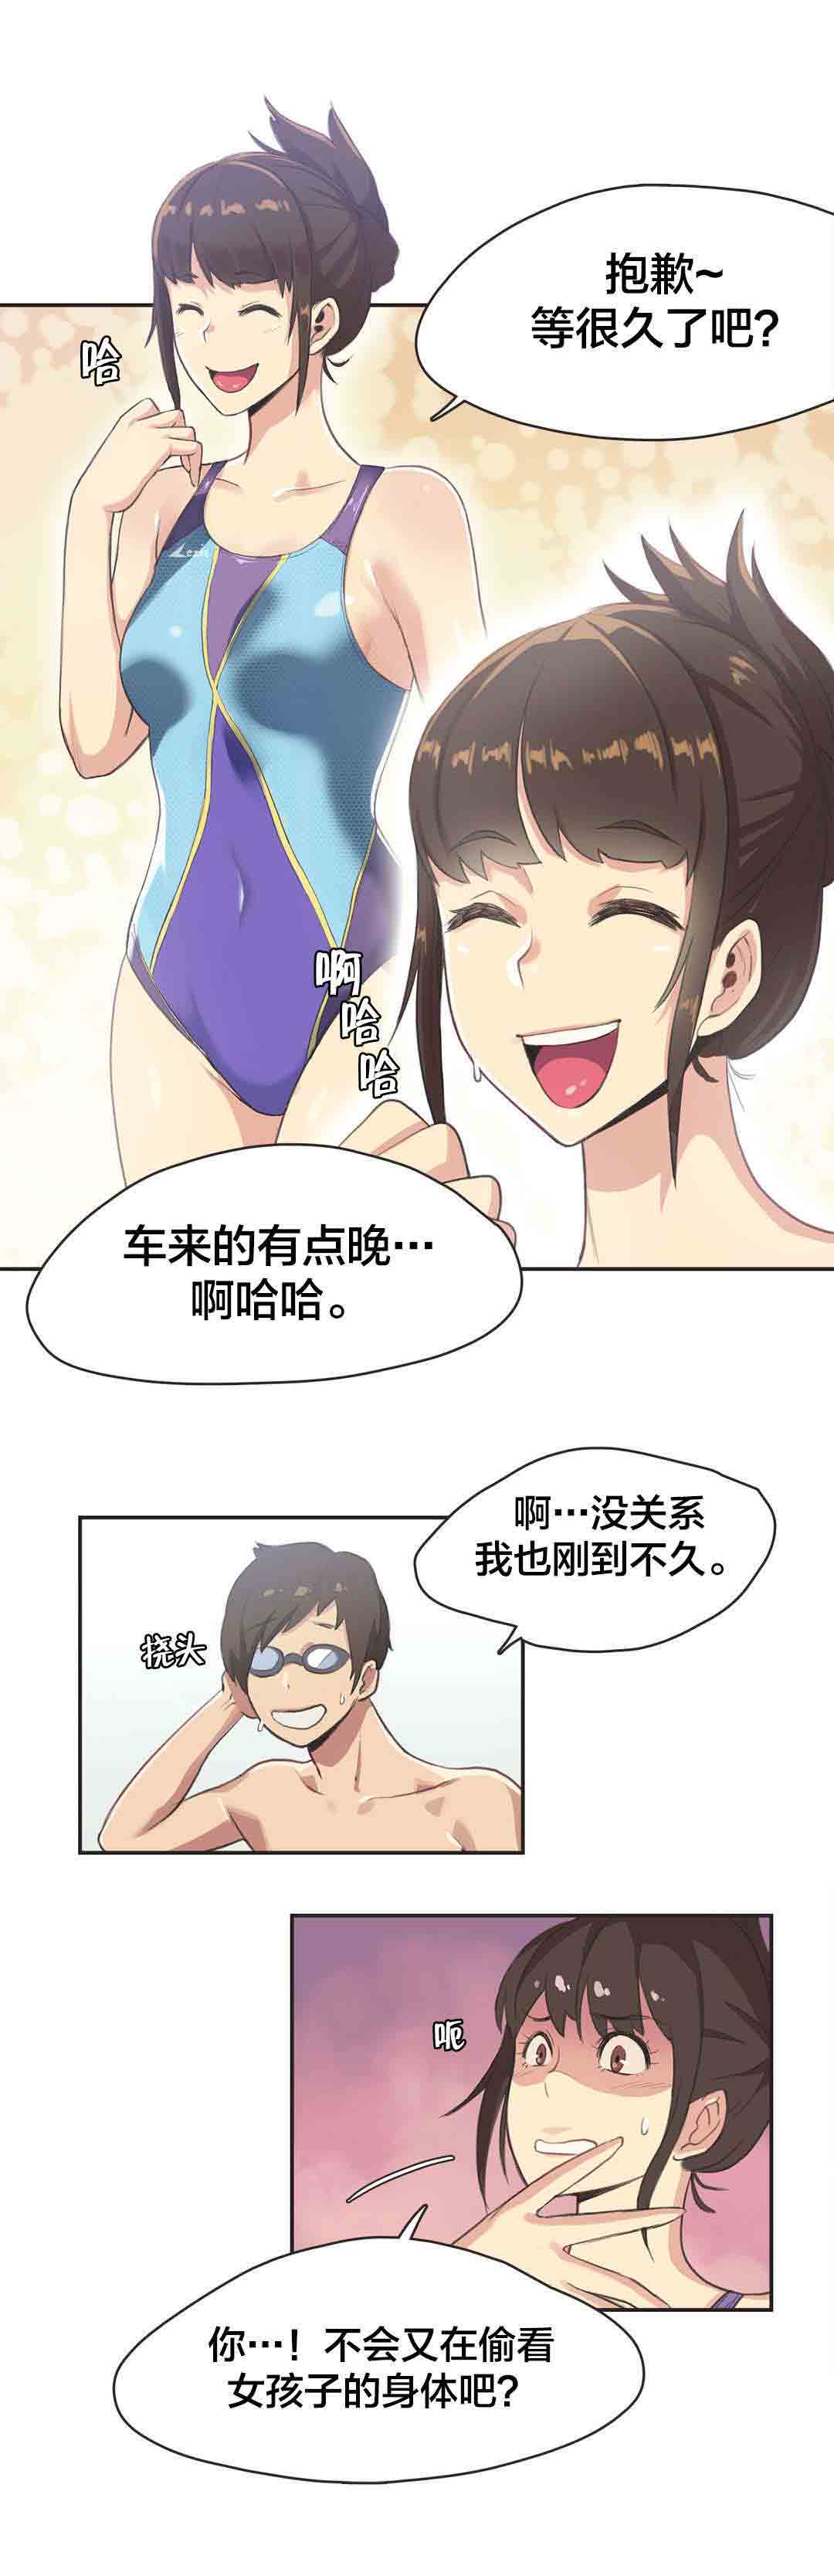 抱歉~
等很久了吧?
哈
啊
哈
哈
车来的有点晚…
啊哈哈。
啊…没关系
我也刚到不久。
挠头
呃
你…!不会又在偷看
女孩子的身体吧?